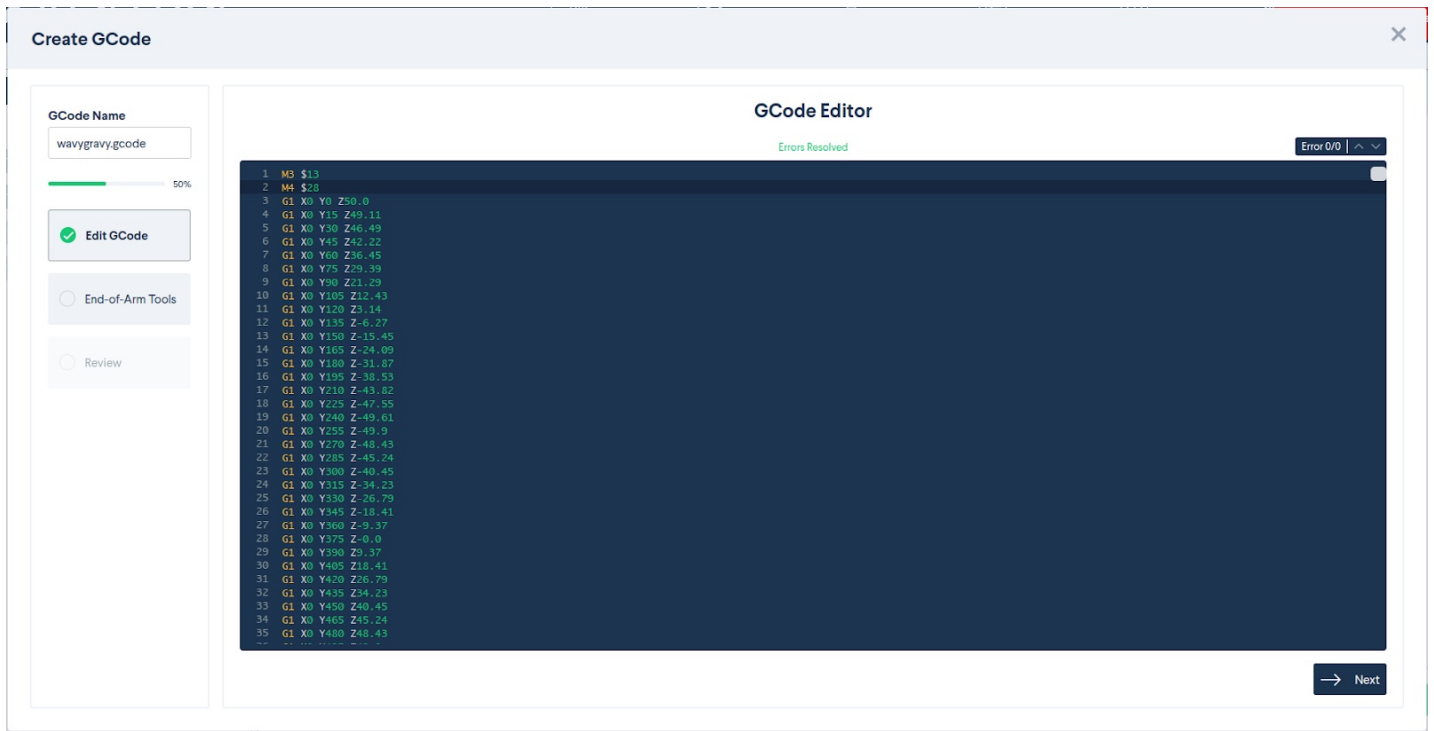 Create GCode
GCode Name
wavygravy.gcode
50%
Edit GCode
End-of-Arm Tools
Review
GCode Editor
Errors Resolved
Error 0/0
1 M3 $13
2 M4 $28
3 G1 X0 Y0 Z50.0
4 G1 X0 Y15 Z49.11
5 G1 X0 Y30 Z46.49
6 G1 X0 Y45 Z42.22
7 G1 X0 Y60 Z36.45
8 G1 X0 Y75 Z29.39
9 G1 X0 Y90 Z21.29
10 G1 X0 Y105 Z12.43
11 G1 X0 Y120 Z3.14
12 G1 X0 Y135 Z-6.27
13 G1 X0 Y150 Z-15.45
14 G1 X0 Y165 Z-24.09
15 G1 X0 Y180 Z-31.87
16 G1 X0 Y195 Z-38.53
17 G1 X0 Y210 Z-43.82
18 G1 X0 Y225 Z-47.55
19 G1 X0 Y240 Z-49.61
20 G1 X0 Y255 Z-49.9
21 G1 X0 Y270 Z-48.43
22 G1 X0 Y285 Z-45.24
23 G1 X0 Y300 Z-40.45
24 G1 X0 Y315 Z-34.23
25 G1 X0 Y330 Z-26.79
26 G1 X0 Y345 Z-18.41
27 G1 X0 Y360 Z-9.37
28 G1 X0 Y375 Z-0.0
29 G1 X0 Y390 Z9.37
30 G1 X0 Y405 Z18.41
31 G1 X0 Y420 Z26.79
32 G1 X0 Y435 Z34.23
33 G1 X0 Y450 Z40.45
34 G1 X0 Y465 Z45.24
35 G1 X0 Y480 Z48.43
Next